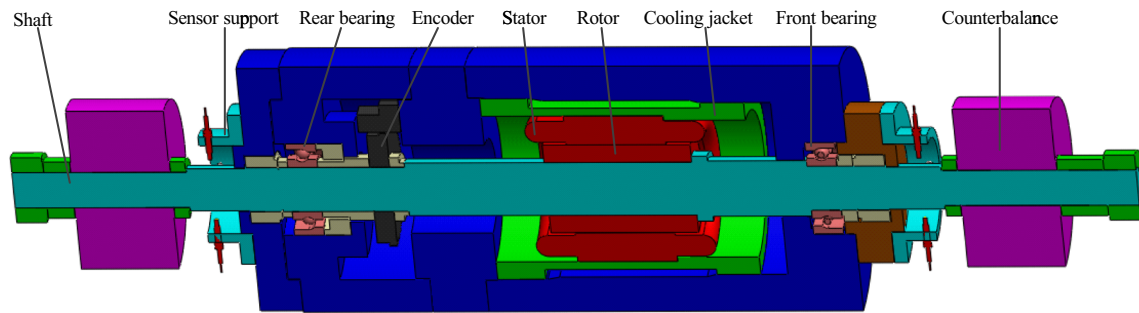 Shaft
Sensor support
Rear bearing
Encoder
Stator
Rotor
Cooling jacket
Front bearing
Counterbalance